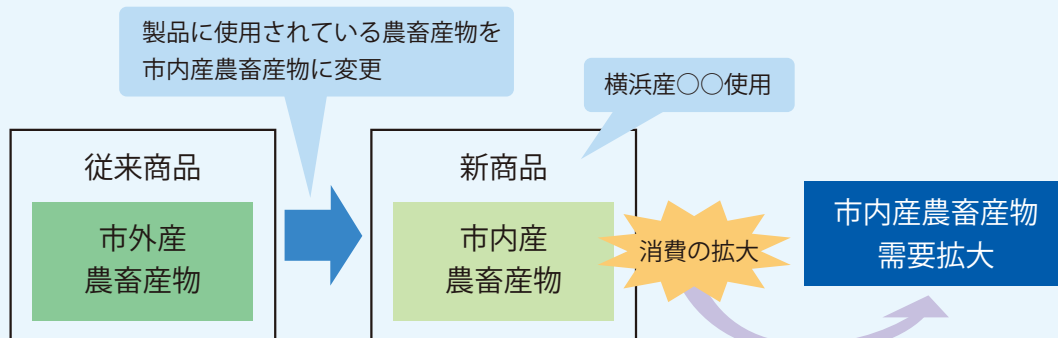 製品に使用されている農畜産物を
市内産農畜産物に変更
横浜産○○使用
従来商品
市外産
農畜産物
新商品
市内産
農畜産物
消費の拡大
市内産農畜産物
需要拡大